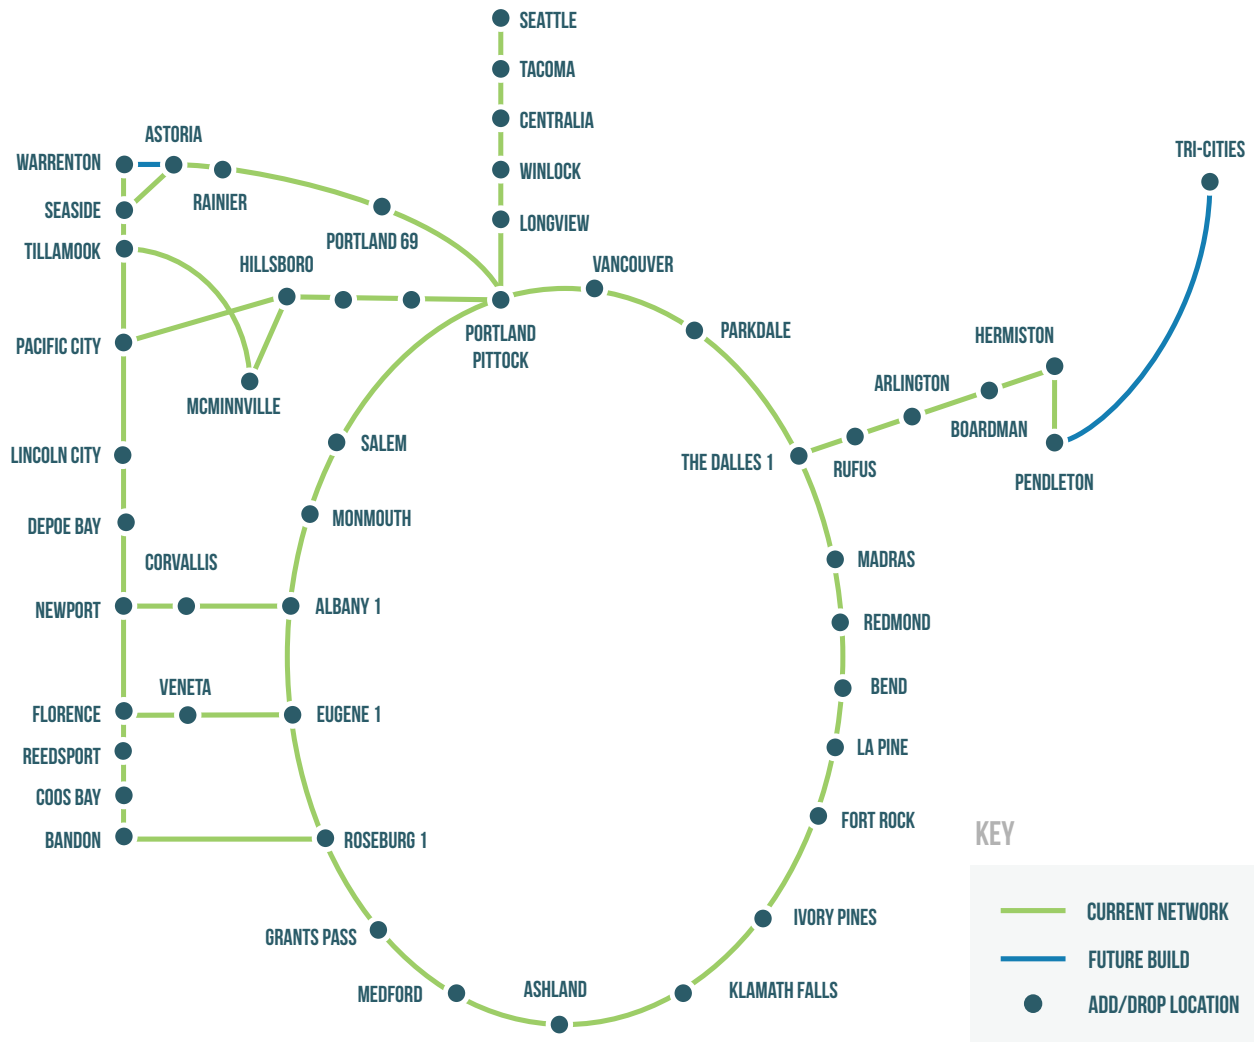 SEATTLE
TACOMA
CENTRALIA
WINLOCK
LONGVIEW
ASTORIA
WARRENTON
SEASIDE
TILLAMOOK
RAINIER
PORTLAND 69
HILLSBORO
PACIFIC CITY
MCMINNVILLE
PORTLAND
PITTOCK
VANCOUVER
PARKDALE
TRI-CITIES
HERMISTON
ARLINGTON
BOARDMAN
THE DALLES 1
RUFUS
PENDLETON
LINCOLN CITY
SALEM
MONMOUTH
DEPOE BAY
CORVALLIS
NEWPORT
ALBANY 1
VENETA
FLORENCE
EUGENE 1
REEDSPORT
COOS BAY
BANDON
ROSEBURG 1
GRANTS PASS
MEDFORD
ASHLAND
KLAMATH FALLS
IVORY PINES
FORT ROCK
LA PINE
BEND
REDMOND
MADRAS
KEY
CURRENT NETWORK
FUTURE BUILD
ADD/DROP LOCATION